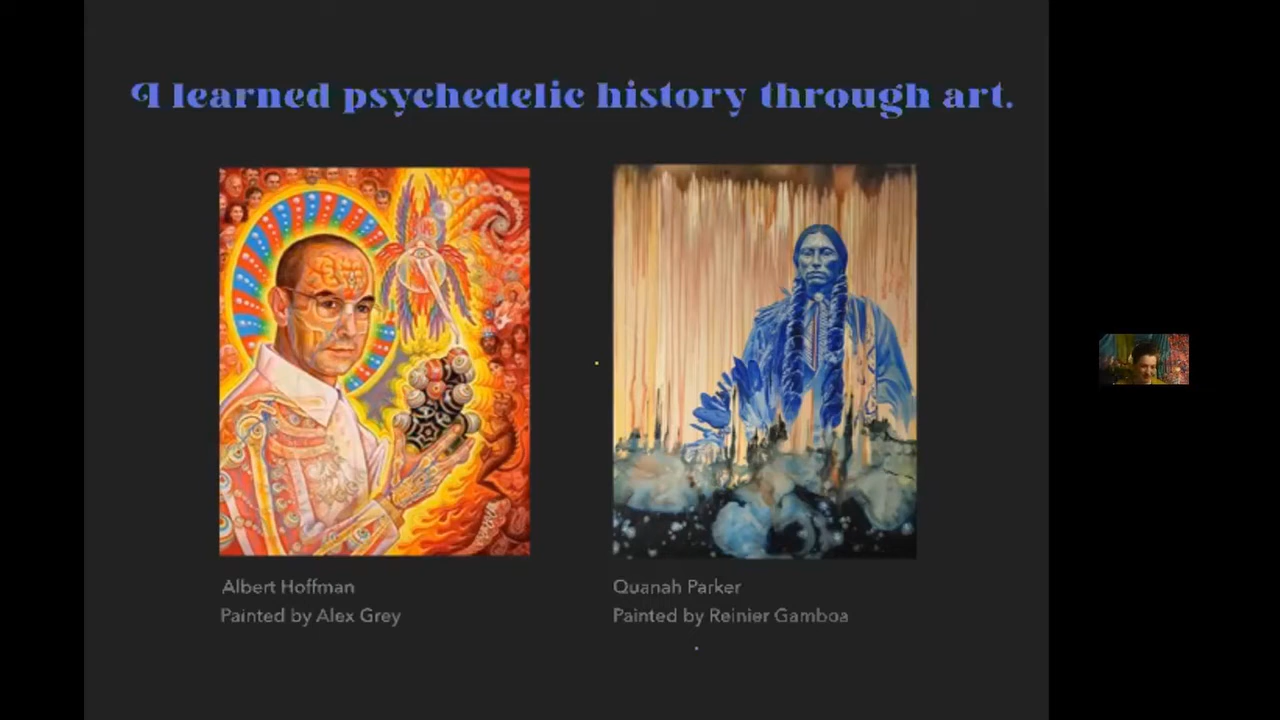 I learned psychedelic history through art.
Albert Hoffman
Painted by Alex Grey
Quanah Parker
Painted by Reinier Gamboa